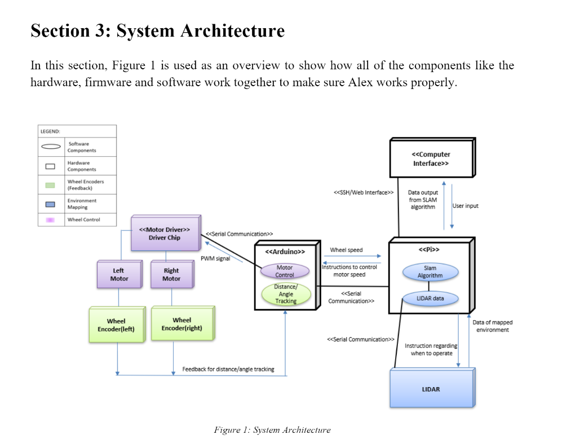 Section 3: System Architecture
In this section, Figure 1 is used as an overview to show how all of the components like the
hardware, firmware and software work together to make sure Alex works properly.
LEGEND:
Software
Components
Hardware
Components
Wheel Encoders
(Feedback)
Environment
Mapping
Wheel Control
<<Computer
Interface>>
<<SSH/Web Interface>>
Data output
from SLAM
algorithm
User input
<<Motor Driver>>
Driver Chip
<<Serial Communication>>
PWM signal
<<Arduino>>
Motor
Control
Distance/
Angle
Tracking
Wheel speed
Instructions to control
motor speed
<<Serial
Communication>>
<<Pi>>
Slam
Algorithm
LIDAR data
Left
Motor
Right
Motor
Wheel
Encoder(left)
Wheel
Encoder(right)
<<Serial Communication>>
Instruction regarding
when to operate
Data of mapped
environment
Feedback for distance/angle tracking
LIDAR
Figure 1: System Architecture